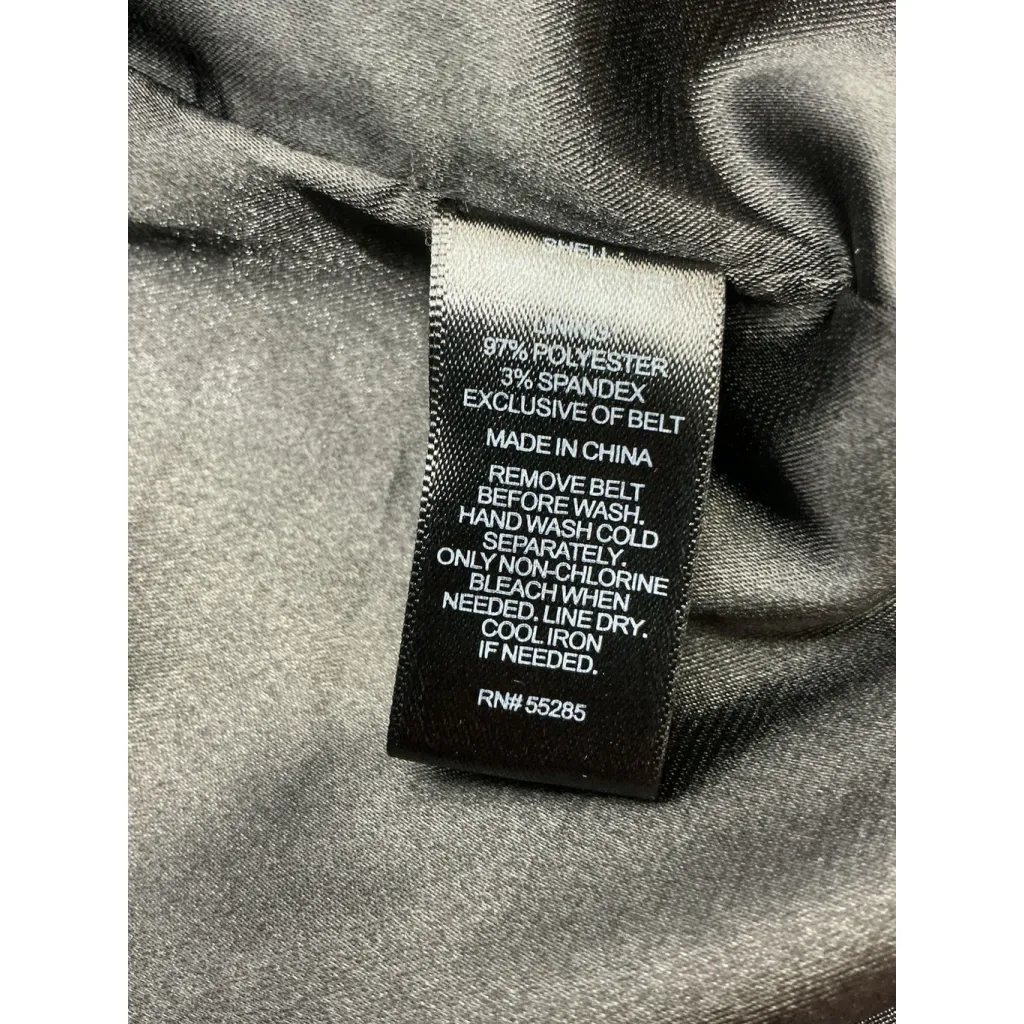 SHELL:
LINING:
97% POLYESTER
3% SPANDEX
EXCLUSIVE OF BELT
MADE IN CHINA
REMOVE BELT
BEFORE WASH.
HAND WASH COLD
SEPARATELY.
ONLY NON-CHLORINE
BLEACH WHEN
NEEDED. LINE DRY.
COOL IRON
IF NEEDED.
RN# 55285